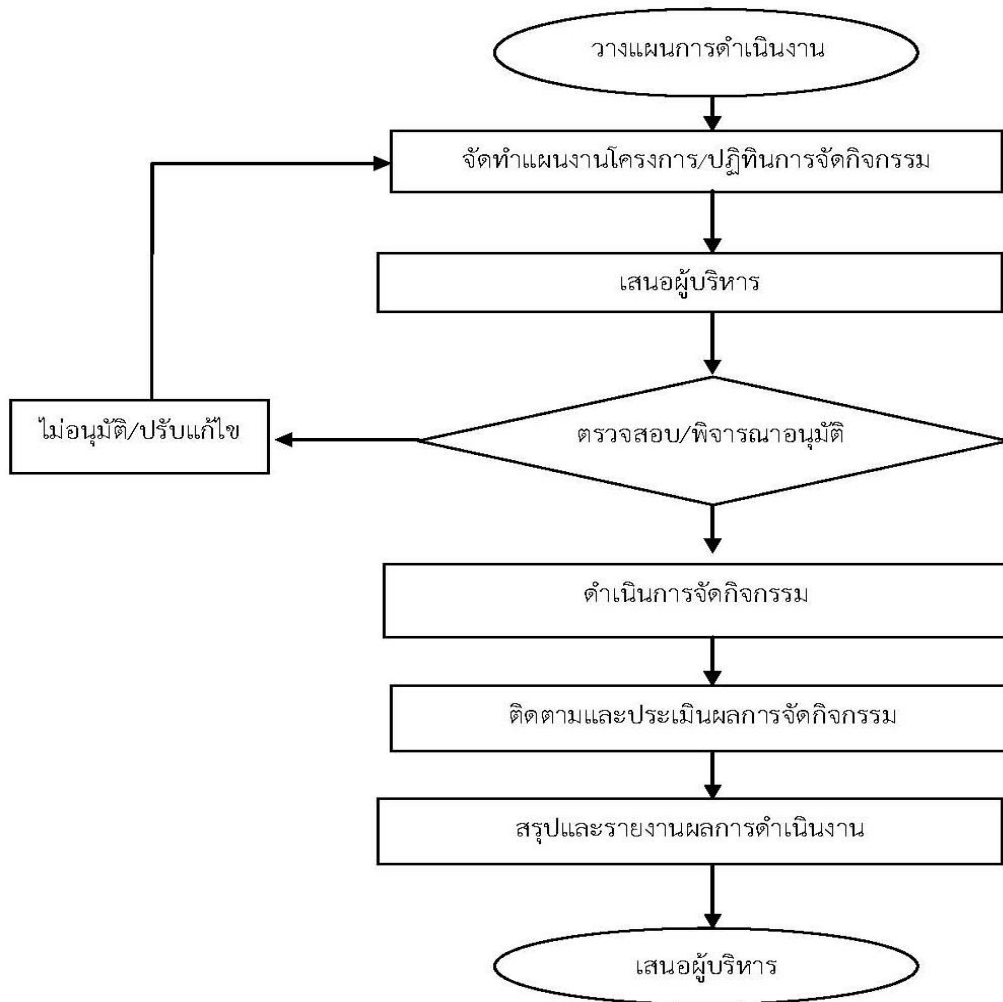 วางแผนการดำเนินงาน
จัดทำแผนงานโครงการ/ปฏิทินการจัดกิจกรรม
เสนอผู้บริหาร
ไม่อนุมัติ/ปรับแก้ไข
ตรวจสอบ/พิจารณาอนุมัติ
ดำเนินการจัดกิจกรรม
ติดตามและประเมินผลการจัดกิจกรรม
สรุปและรายงานผลการดำเนินงาน
เสนอผู้บริหาร